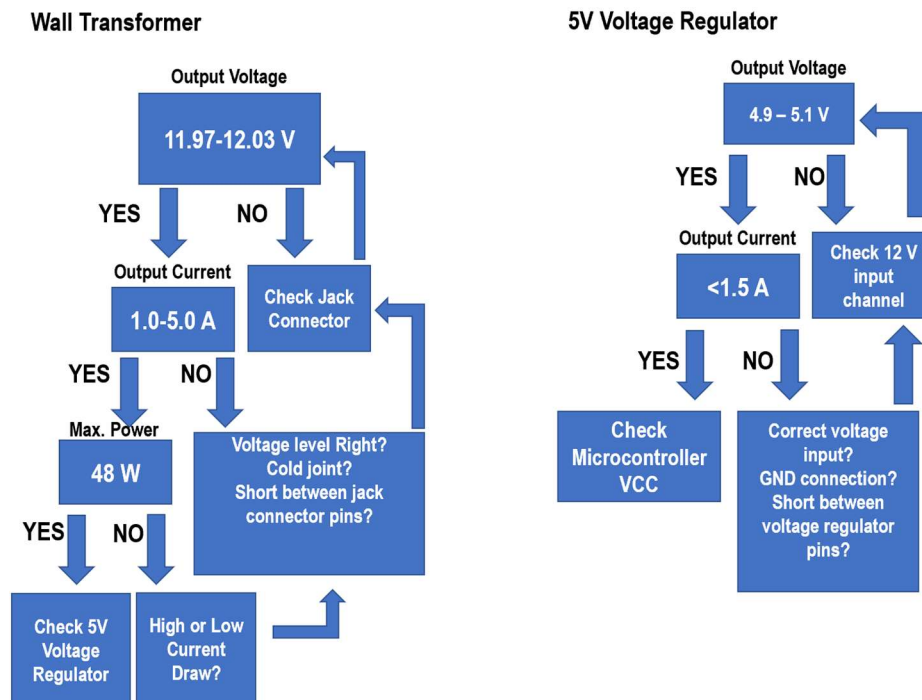 Wall Transformer
Output Voltage
11.97-12.03 V
YES
NO
Output Current
1.0-5.0 A
Check Jack
Connector
YES
NO
Max. Power
48 W
Voltage level Right?
Cold joint?
Short between jack
connector pins?
YES
NO
Check 5V
Voltage
Regulator
High or Low
Current
Draw?
5V Voltage Regulator
Output Voltage
4.9 – 5.1 V
YES
NO
Output Current
<1.5 A
Check 12 V
input
channel
YES
NO
Check
Microcontroller
VCC
Correct voltage
input?
GND connection?
Short between
voltage regulator
pins?